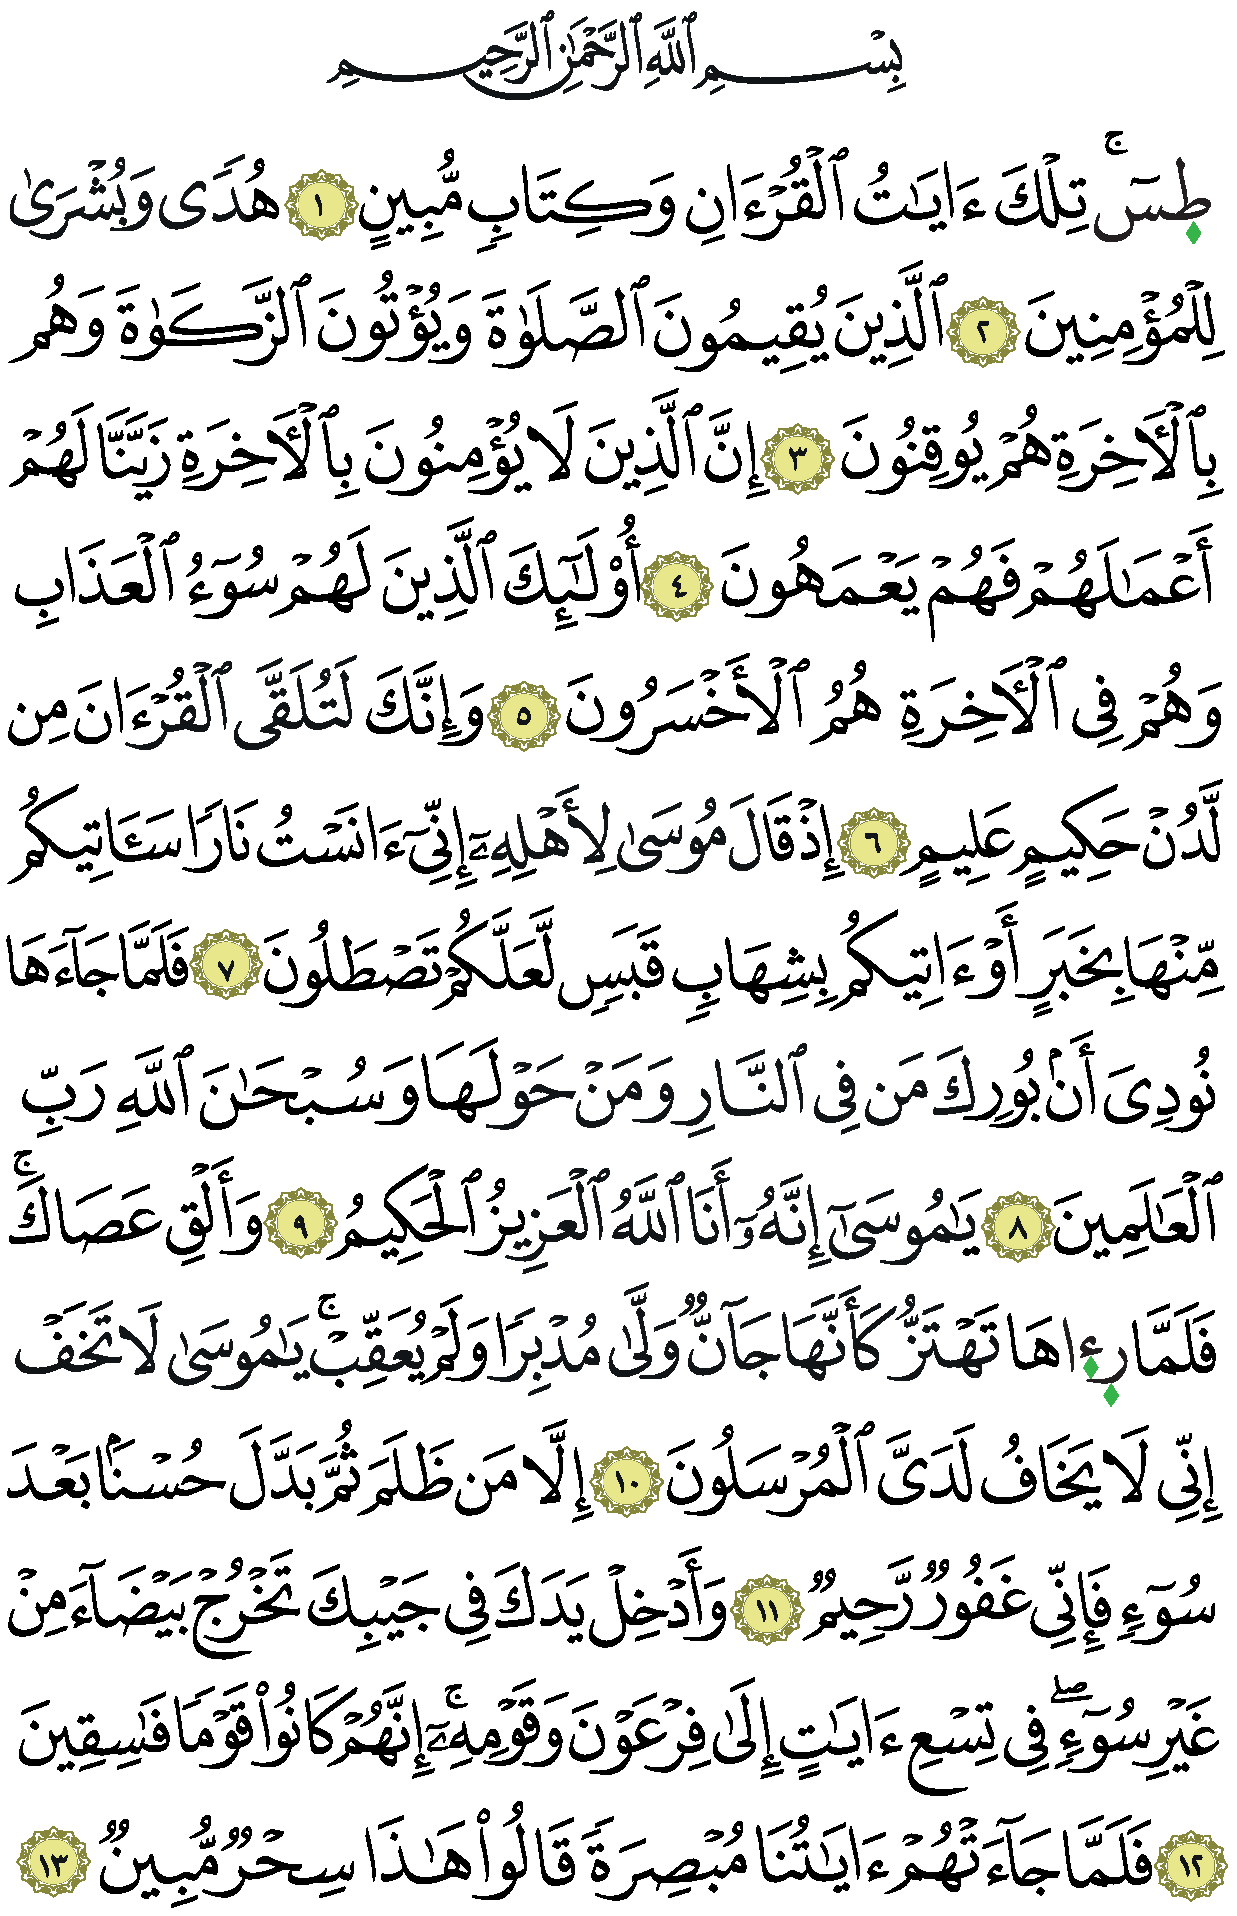 بِسْمِ ٱللَّهِ ٱلرَّحْمَٰنِ ٱلرَّحِيمِ
طسٓۚ تِلْكَ ءَايَٰتُ ٱلْقُرْءَانِ وَكِتَابٍ مُّبِينٍ ١ هُدًى وَبُشْرَىٰ
لِلْمُؤْمِنِينَ ٢ ٱلَّذِينَ يُقِيمُونَ ٱلصَّلَوٰةَ وَيُؤْتُونَ ٱلزَّكَوٰةَ وَهُم
بِٱلْأٓخِرَةِ هُمْ يُوقِنُونَ ٣ إِنَّ ٱلَّذِينَ لَا يُؤْمِنُونَ بِٱلْأٓخِرَةِ زَيَّنَّا لَهُمْ
أَعْمَٰلَهُمْ فَهُمْ يَعْمَهُونَ ٤ أُوْلَٰٓئِكَ ٱلَّذِينَ لَهُمْ سُوٓءُ ٱلْعَذَابِ
وَهُمْ فِى ٱلْأٓخِرَةِ هُمُ ٱلْأَخْسَرُونَ ٥ وَإِنَّكَ لَتُلَقَّى ٱلْقُرْءَانَ مِن
لَّدُنْ حَكِيمٍ عَلِيمٍ ٦ إِذْ قَالَ مُوسَىٰ لِأَهْلِهِۦٓ إِنِّىٓ ءَانَسْتُ نَارًا سَـَٔاتِيكُم
مِّنْهَا بِخَبَرٍ أَوْ ءَاتِيكُم بِشِهَابٍ قَبَسٍ لَّعَلَّكُمْ تَصْطَلُونَ ٧ فَلَمَّا جَآءَهَا
نُودِىَ أَنۢ بُورِكَ مَن فِى ٱلنَّارِ وَمَنْ حَوْلَهَا وَسُبْحَٰنَ ٱللَّهِ رَبِّ
ٱلْعَٰلَمِينَ ٨ يَٰمُوسَىٰٓ إِنَّهُۥٓ أَنَا ٱللَّهُ ٱلْعَزِيزُ ٱلْحَكِيمُ ٩ وَأَلْقِ عَصَاكَۚ
فَلَمَّا رءِاهَا تَهْتَزُّ كَأَنَّهَا جَآنٌّ وَلَّىٰ مُدْبِرًا وَلَمْ يُعَقِّبْۚ يَٰمُوسَىٰ لَا تَخَفْ
إِنِّى لَا يَخَافُ لَدَىَّ ٱلْمُرْسَلُونَ ١٠ إِلَّا مَن ظَلَمَ ثُمَّ بَدَّلَ حُسْنَۢا بَعْدَ
سُوٓءٍ فَإِنِّى غَفُورٌ رَّحِيمٌ ١١ وَأَدْخِلْ يَدَكَ فِى جَيْبِكَ تَخْرُجْ بَيْضَآءَ مِنْ
غَيْرِ سُوٓءٍۖ فِى تِسْعِ ءَايَٰتٍ إِلَىٰ فِرْعَوْنَ وَقَوْمِهِۦٓۚ إِنَّهُمْ كَانُوا۟ قَوْمًا فَٰسِقِينَ
١٢ فَلَمَّا جَآءَتْهُمْ ءَايَٰتُنَا مُبْصِرَةً قَالُوا۟ هَٰذَا سِحْرٌ مُّبِينٌ ١٣